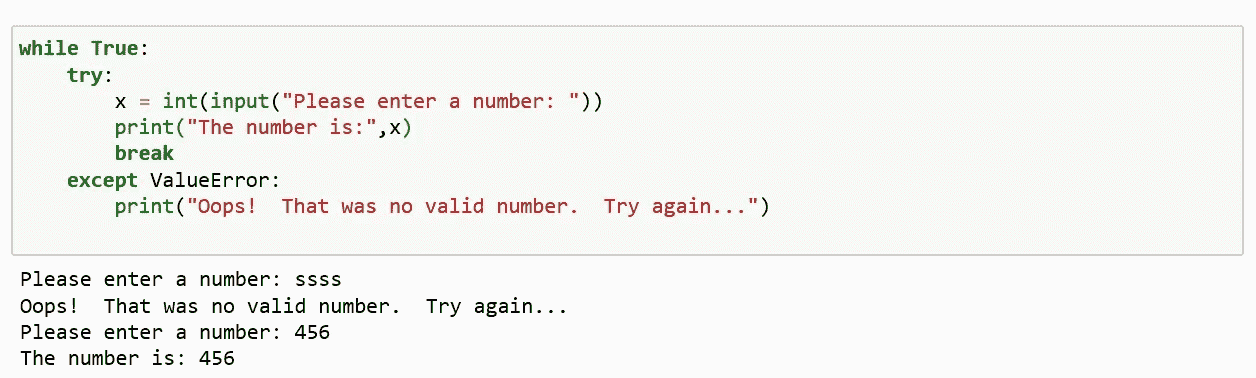 while True:
    try:
        x = int(input("Please enter a number: "))
        print("The number is:",x)
        break
    except ValueError:
        print("Oops!  That was no valid number.  Try again...")
Please enter a number: ssss
Oops!  That was no valid number.  Try again...
Please enter a number: 456
The number is: 456